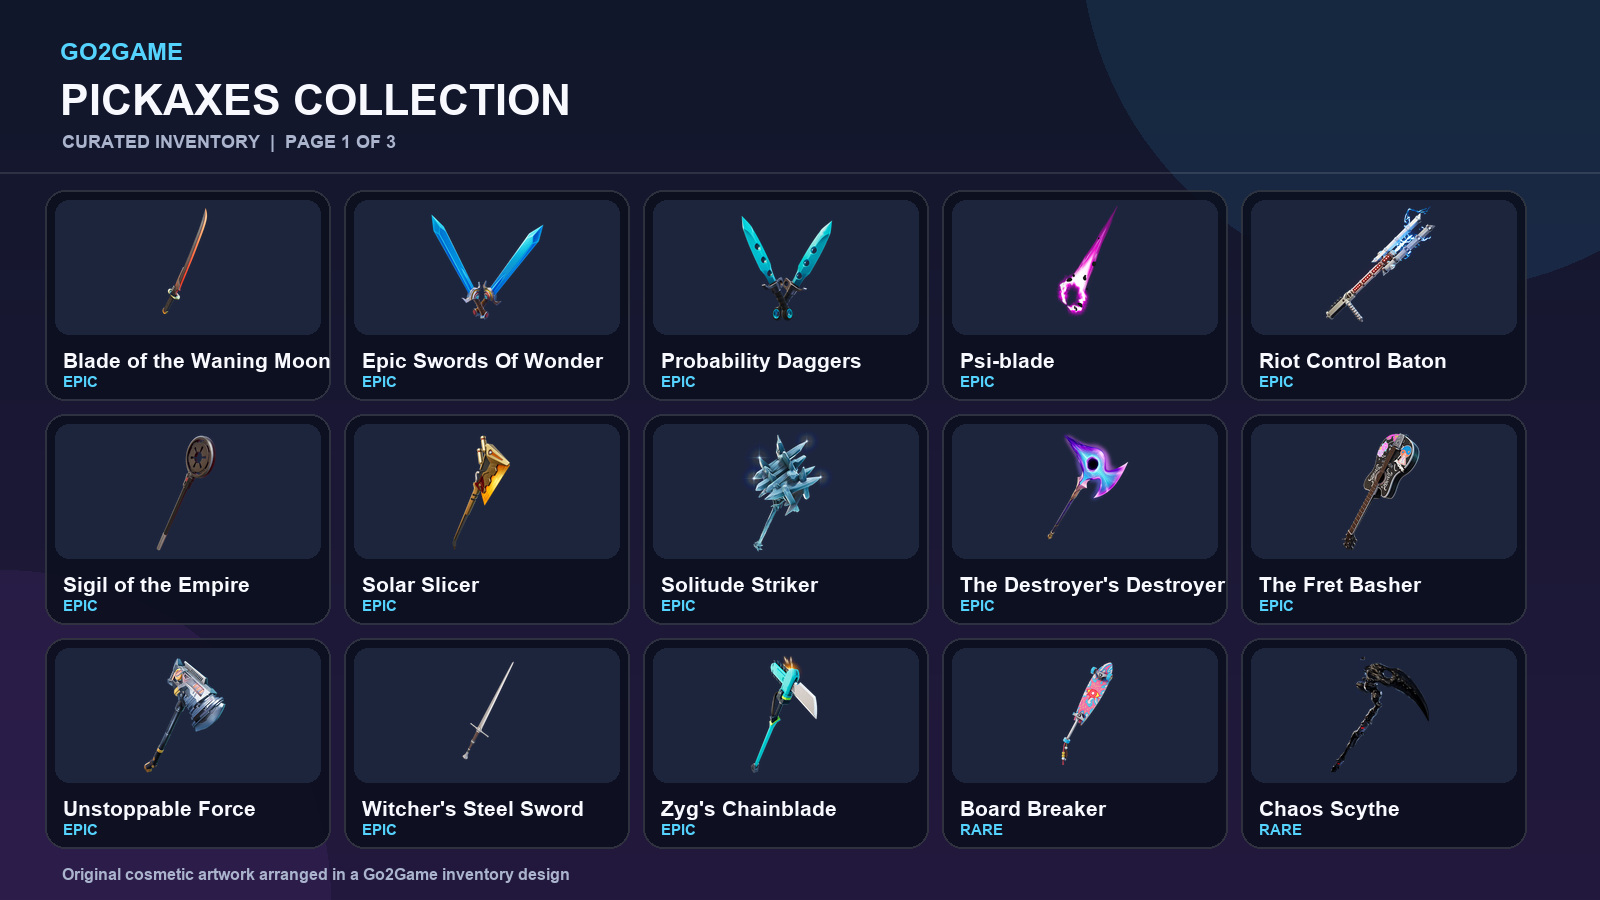 GO2GAME
PICKAXES COLLECTION
CURATED INVENTORY | PAGE 1 OF 3
Blade of the Waning Moon
EPIC
Epic Swords Of Wonder
EPIC
Probability Daggers
EPIC
Psi-blade
EPIC
Riot Control Baton
EPIC
Sigil of the Empire
EPIC
Solar Slicer
EPIC
Solitude Striker
EPIC
The Destroyer's Destroyer
EPIC
The Fret Basher
EPIC
Unstoppable Force
EPIC
Witcher's Steel Sword
EPIC
Zyg's Chainblade
EPIC
Board Breaker
RARE
Chaos Scythe
RARE
Original cosmetic artwork arranged in a Go2Game inventory design